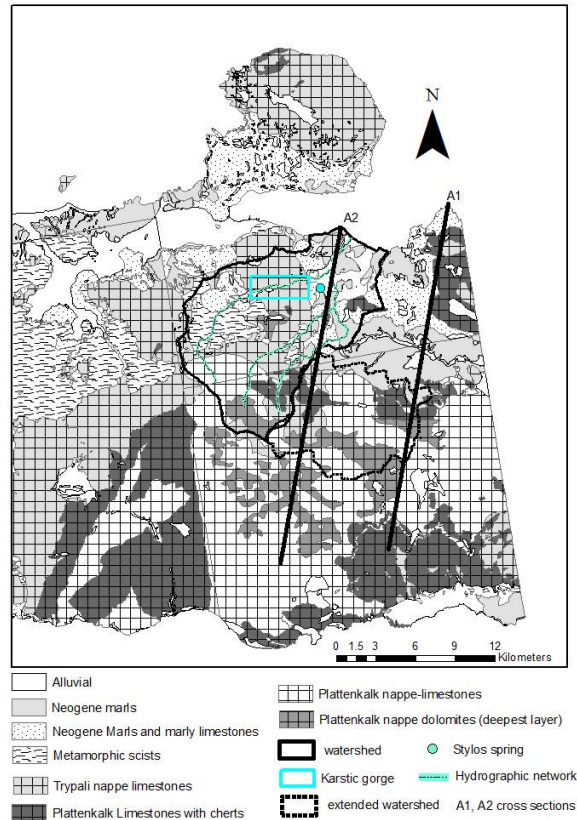 N
A1
A2
0 1.5 3 6 9 12
Kilometers
Alluvial
Neogene marls
Neogene Marls and marly limestones
Metamorphic scists
Trypali nappe limestones
Plattenkalk Limestones with cherts
Plattenkalk nappe-limestones
Plattenkalk nappe dolomites (deepest layer)
watershed
Stylos spring
Karstic gorge
Hydrographic network
extended watershed
A1, A2 cross sections